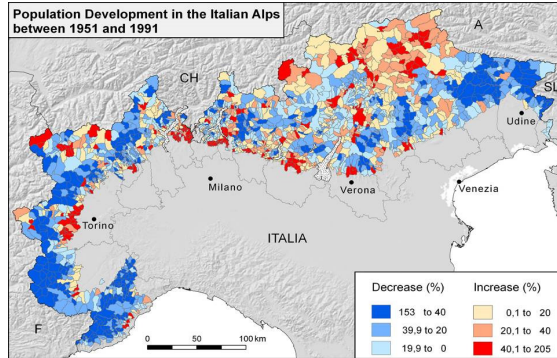 Population Development in the Italian Alps
between 1951 and 1991
A
CH
SL
Udine
Milano
Verona
Venezia
Torino
ITALIA
F
Decrease (%)
153 to 40
39,9 to 20
19,9 to 0
Increase (%)
0,1 to 20
20,1 to 40
40,1 to 205
0 50 100 km